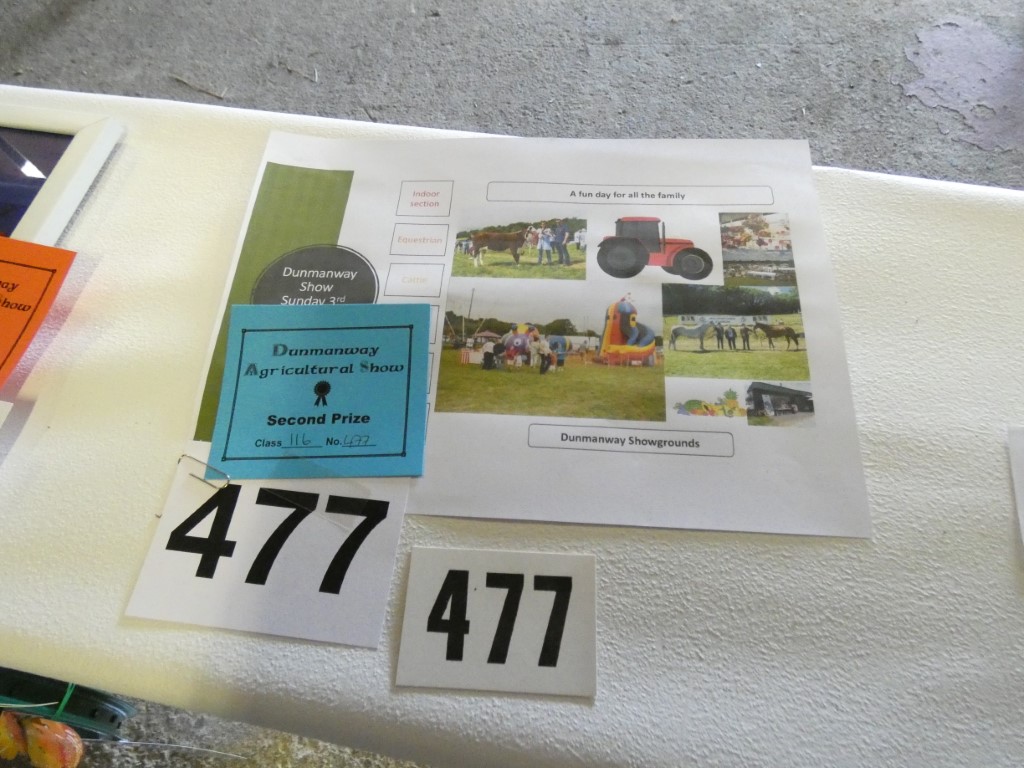 Indoor
section
Equestrian
A fun day for all the family
Dunmanway
Show
Sunday 3rd
Dunmanway
Agricultural Show
Second Prize
Class 116 No. 477
Dunmanway Showgrounds
477
477
how